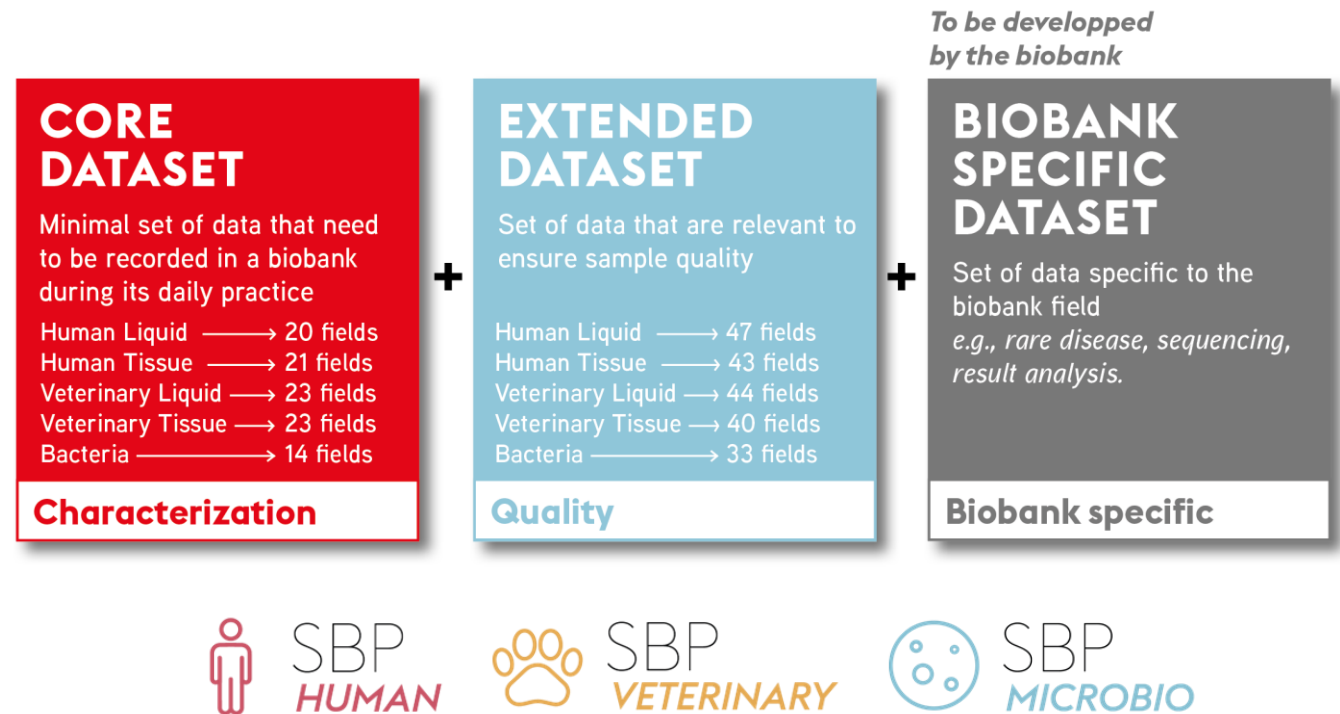 To be developped
by the biobank
CORE
DATASET
Minimal set of data that need
to be recorded in a biobank
during its daily practice
Human Liquid ⟶ 20 fields
Human Tissue ⟶ 21 fields
Veterinary Liquid ⟶ 23 fields
Veterinary Tissue ⟶ 23 fields
Bacteria ⟶ 14 fields
Characterization
+
EXTENDED
DATASET
Set of data that are relevant to
ensure sample quality
Human Liquid ⟶ 47 fields
Human Tissue ⟶ 43 fields
Veterinary Liquid ⟶ 44 fields
Veterinary Tissue ⟶ 40 fields
Bacteria ⟶ 33 fields
Quality
+
BIOBANK
SPECIFIC
DATASET
Set of data specific to the
biobank field
e.g., rare disease, sequencing,
result analysis.
Biobank specific
SBP
HUMAN
SBP
VETERINARY
SBP
MICROBIO